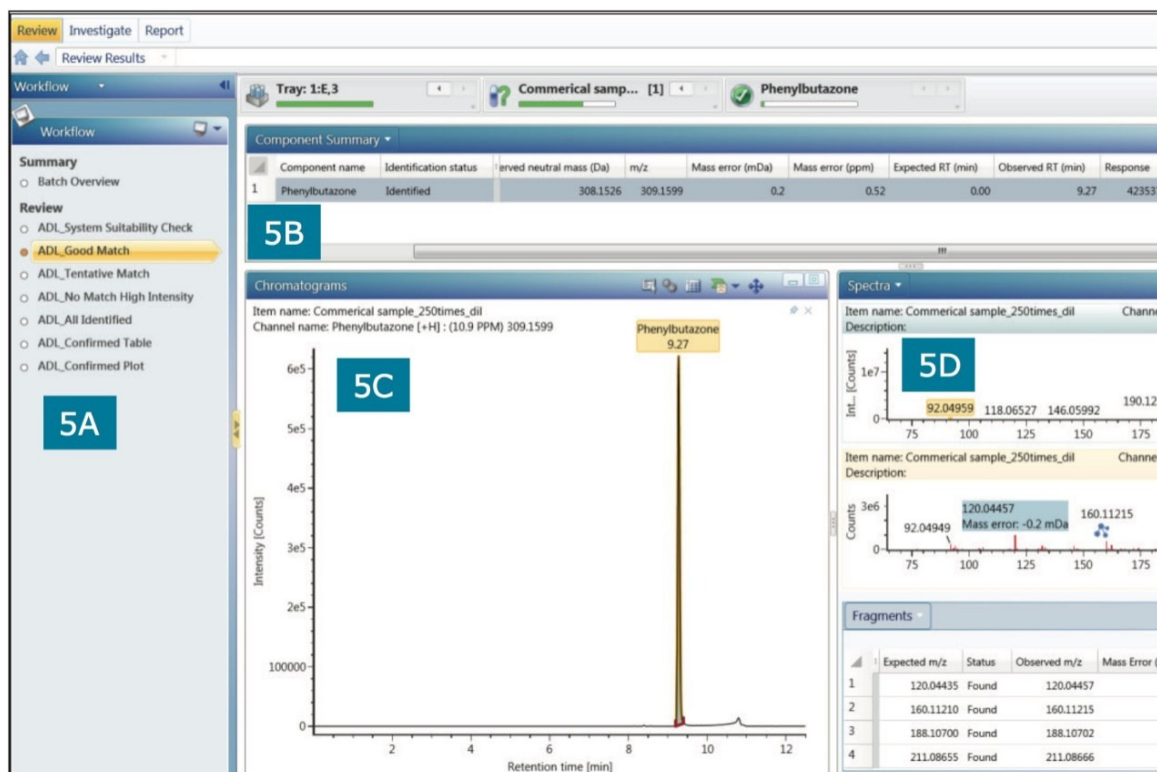 Review Investigate Report
Review Results
Workflow
Tray: 1:E,3
Commerical samp... [1]
Phenylbutazone
Workflow
Summary
Batch Overview
Review
ADL_System Suitability Check
ADL_Good Match
ADL_Tentative Match
ADL_No Match High Intensity
ADL_All Identified
ADL_Confirmed Table
ADL_Confirmed Plot
5A
Component Summary
Component name Identification status erved neutral mass (Da) m/z Mass error (mDa) Mass error (ppm) Expected RT (min) Observed RT (min) Response
1 Phenylbutazone Identified 308.1526 309.1599 0.2 0.52 0.00 9.27 42353
5B
Chromatograms
Item name: Commerical sample_250times_dil
Channel name: Phenylbutazone [+H] : (10.9 PPM) 309.1599
Phenylbutazone
9.27
5C
6e5
5e5
4e5
3e5
2e5
100000
0
Intensity [Counts]
2 4 6 8 10 12
Retention time [min]
Spectra
Item name: Commerical sample_250times_dil Channe
Description:
5D
Int... [Counts]
1e7
0
92.04959 118.06527 146.05992 190.12
75 100 125 150 175
Item name: Commerical sample_250times_dil Channe
Description:
Counts
3e6
0
120.04457
Mass error: -0.2 mDa
92.04949
160.11215
75 100 125 150 175
Fragments
Expected m/z Status Observed m/z Mass Error (
1 120.04435 Found 120.04457
2 160.11210 Found 160.11215
3 188.10700 Found 188.10702
4 211.08655 Found 211.08666